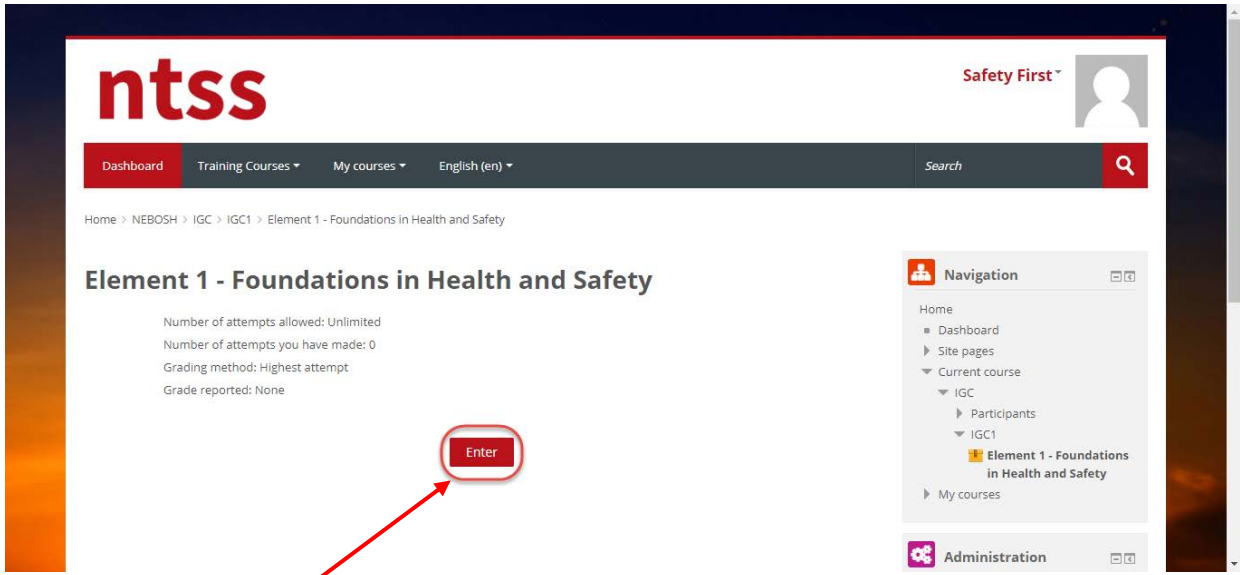 ntss
Safety First
Dashboard Training Courses My courses English (en) Search
Home > NEBOSH > IGC > IGC1 > Element 1 - Foundations in Health and Safety
Element 1 - Foundations in Health and Safety
Number of attempts allowed: Unlimited
Number of attempts you have made: 0
Grading method: Highest attempt
Grade reported: None
Enter
Navigation
Home
Dashboard
Site pages
Current course
IGC
Participants
IGC1
Element 1 - Foundations
in Health and Safety
My courses
Administration